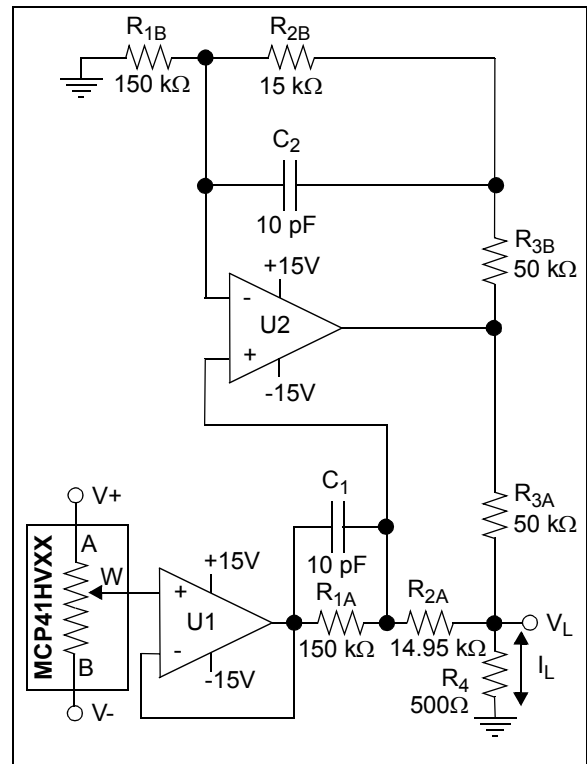 R1B
150 kΩ
R2B
15 kΩ
C2
10 pF
R3B
50 kΩ
+15V
-
U2
+
-15V
V+
C1
10 pF
R3A
50 kΩ
MCP41HVXX
A
W
B
+15V
+
U1
-
-15V
R1A
150 kΩ
R2A
14.95 kΩ
VL
R4
500Ω
IL
V-